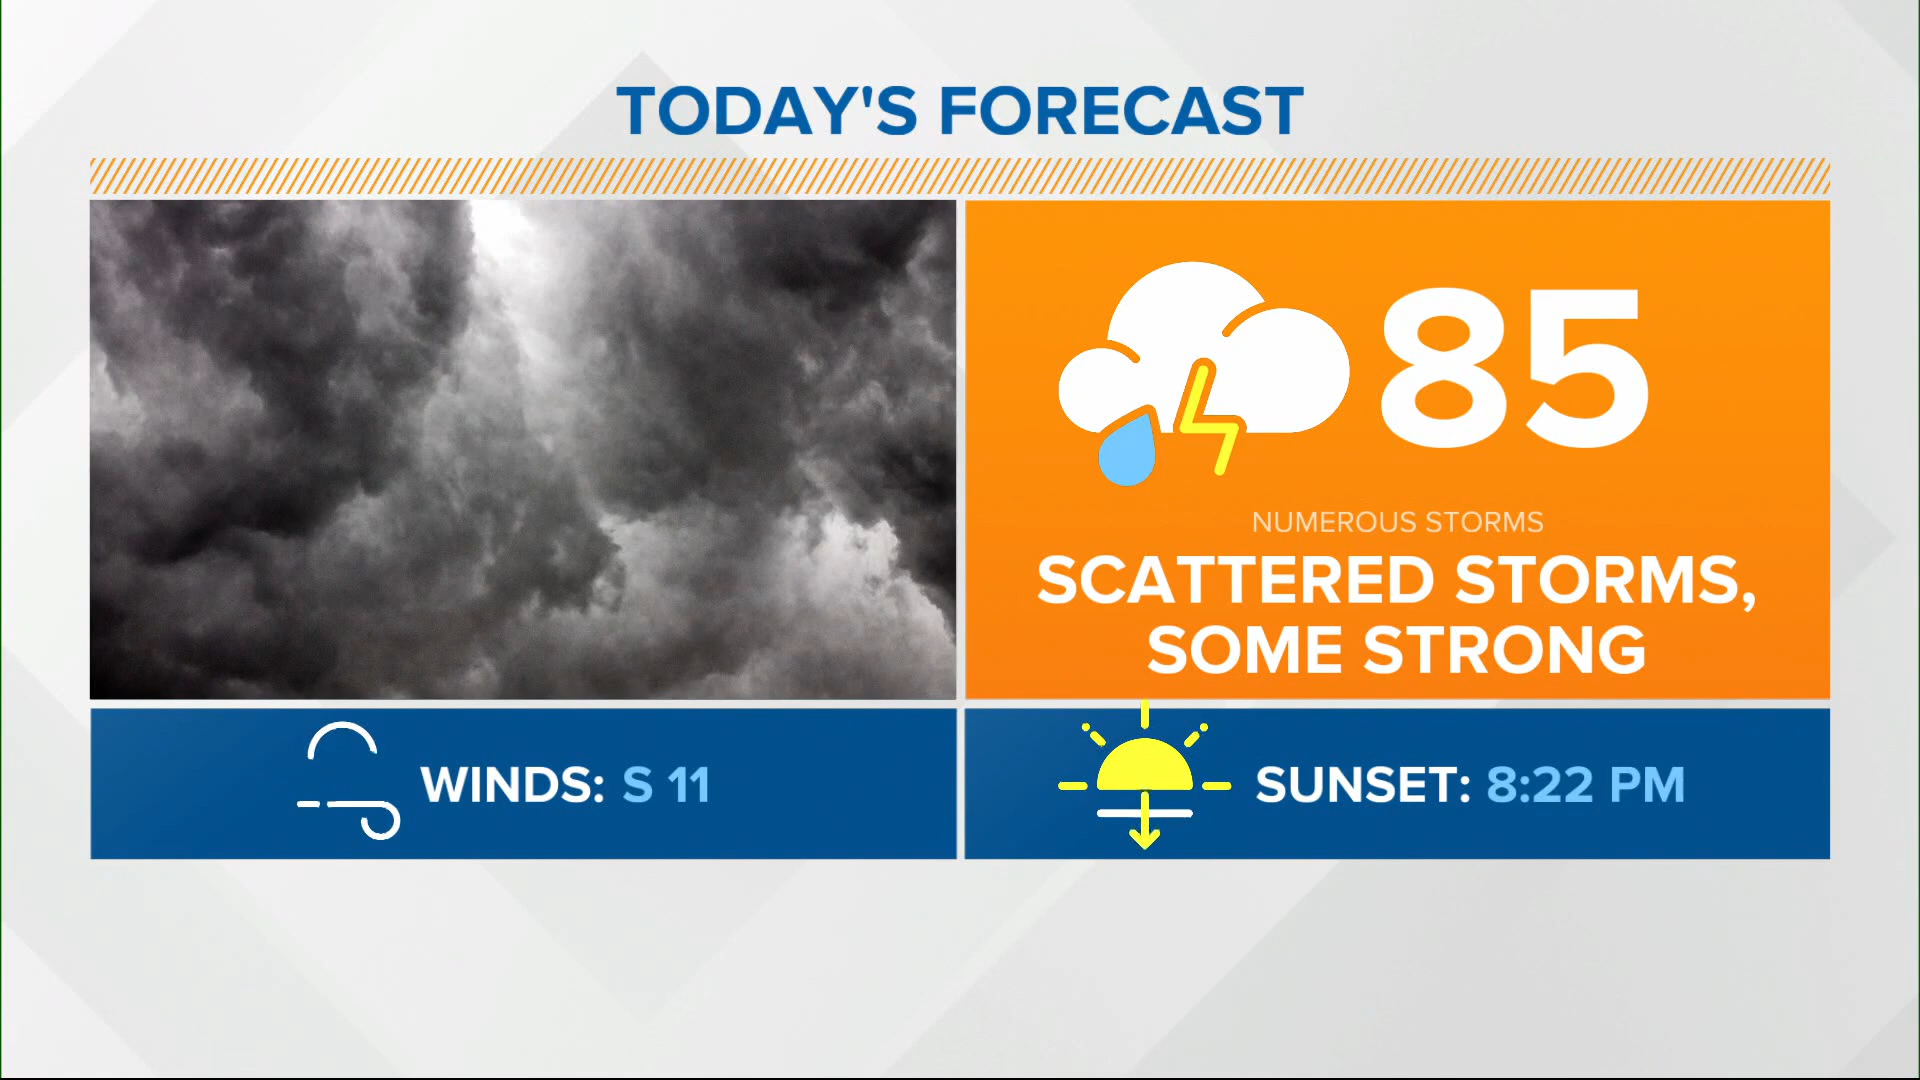 TODAY'S FORECAST
85
NUMEROUS STORMS
SCATTERED STORMS,
SOME STRONG
WINDS: S 11
SUNSET: 8:22 PM